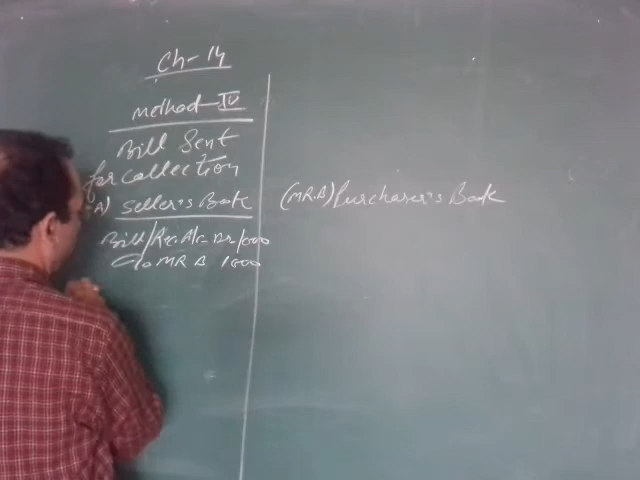 Ch-14
Method-IV
Bill Sent
for collection
A) Seller's Book
(MR.B) Purchaser's Book
Bill/Rec. A/c Dr 1000
To MR B 1000